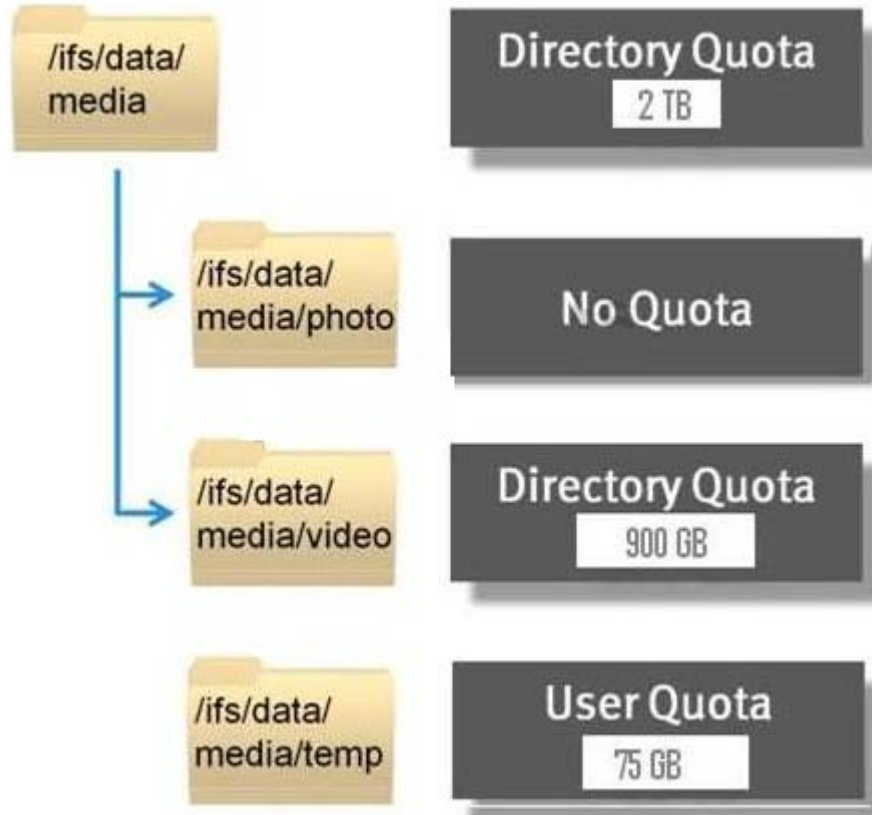 /ifs/data/
media
Directory Quota
2 TB
/ifs/data/
media/photo
No Quota
/ifs/data/
media/video
Directory Quota
900 GB
/ifs/data/
media/temp
User Quota
75 GB